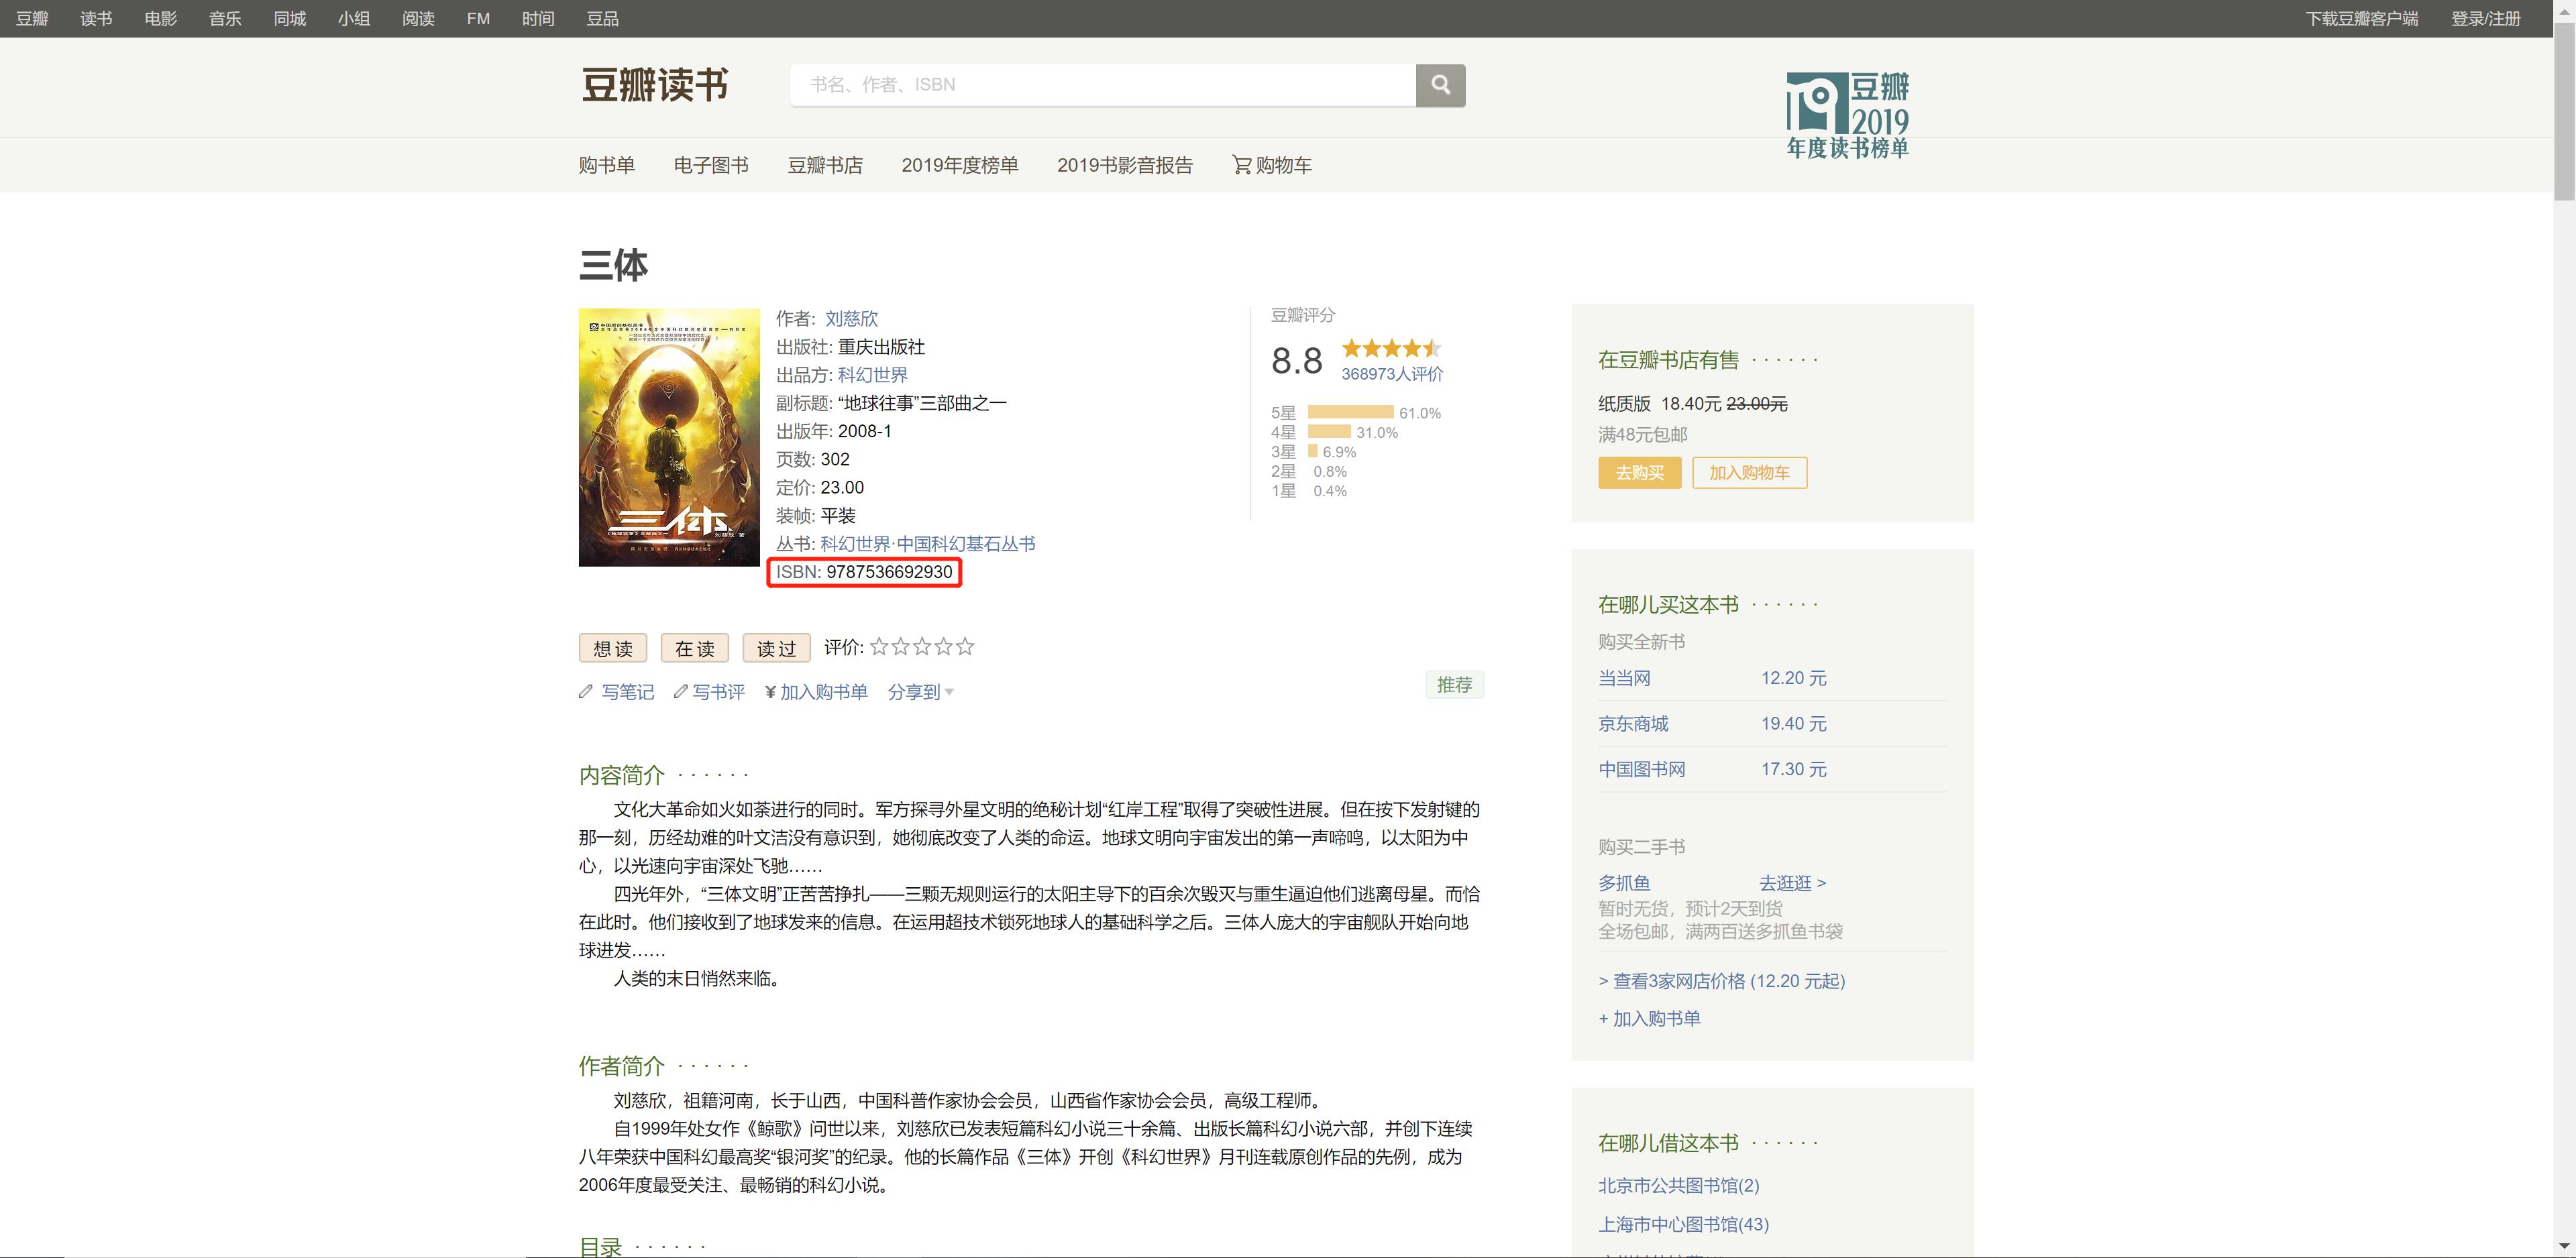 豆瓣 读书 电影 音乐 同城 小组 阅读 FM 时间 豆品 下载豆瓣客户端 登录/注册
豆瓣读书
书名、作者、ISBN
豆瓣
2019
年度读书榜单
购书单 电子图书 豆瓣书店 2019年度榜单 2019书影音报告 购物车
三体
三体
刘慈欣 著
作者: 刘慈欣
出版社: 重庆出版社
出品方: 科幻世界
副标题: “地球往事”三部曲之一
出版年: 2008-1
页数: 302
定价: 23.00
装帧: 平装
丛书: 科幻世界·中国科幻基石丛书
ISBN: 9787536692930
豆瓣评分
8.8
368973人评价
5星 61.0%
4星 31.0%
3星 6.9%
2星 0.8%
1星 0.4%
想读 在读 读过 评价:
写笔记 写书评 ¥加入购书单 分享到
推荐
内容简介 · · · · · ·
文化大革命如火如荼进行的同时。军方探寻外星文明的绝秘计划“红岸工程”取得了突破性进展。但在按下发射键的
那一刻，历经劫难的叶文洁没有意识到，她彻底改变了人类的命运。地球文明向宇宙发出的第一声啼鸣，以太阳为中
心，以光速向宇宙深处飞驰……
四光年外，“三体文明”正苦苦挣扎——三颗无规则运行的太阳主导下的百余次毁灭与重生逼迫他们逃离母星。而恰
在此时。他们接收到了地球发来的信息。在运用超技术锁死地球人的基础科学之后。三体人庞大的宇宙舰队开始向地
球进发……
人类的末日悄然来临。
作者简介 · · · · · ·
刘慈欣，祖籍河南，长于山西，中国科普作家协会会员，山西省作家协会会员，高级工程师。
自1999年处女作《鲸歌》问世以来，刘慈欣已发表短篇科幻小说三十余篇、出版长篇科幻小说六部，并创下连续
八年荣获中国科幻最高奖“银河奖”的纪录。他的长篇作品《三体》开创《科幻世界》月刊连载原创作品的先例，成为
2006年度最受关注、最畅销的科幻小说。
目录 · · · · · ·
在豆瓣书店有售 · · · · · ·
纸质版 18.40元 23.00元
满48元包邮
去购买 加入购物车
在哪儿买这本书 · · · · · ·
购买全新书
当当网 12.20 元
京东商城 19.40 元
中国图书网 17.30 元
购买二手书
多抓鱼 去逛逛 >
暂时无货，预计2天到货
全场包邮，满两百送多抓鱼书袋
> 查看3家网店价格 (12.20 元起)
+ 加入购书单
在哪儿借这本书 · · · · · ·
北京市公共图书馆(2)
上海市中心图书馆(43)